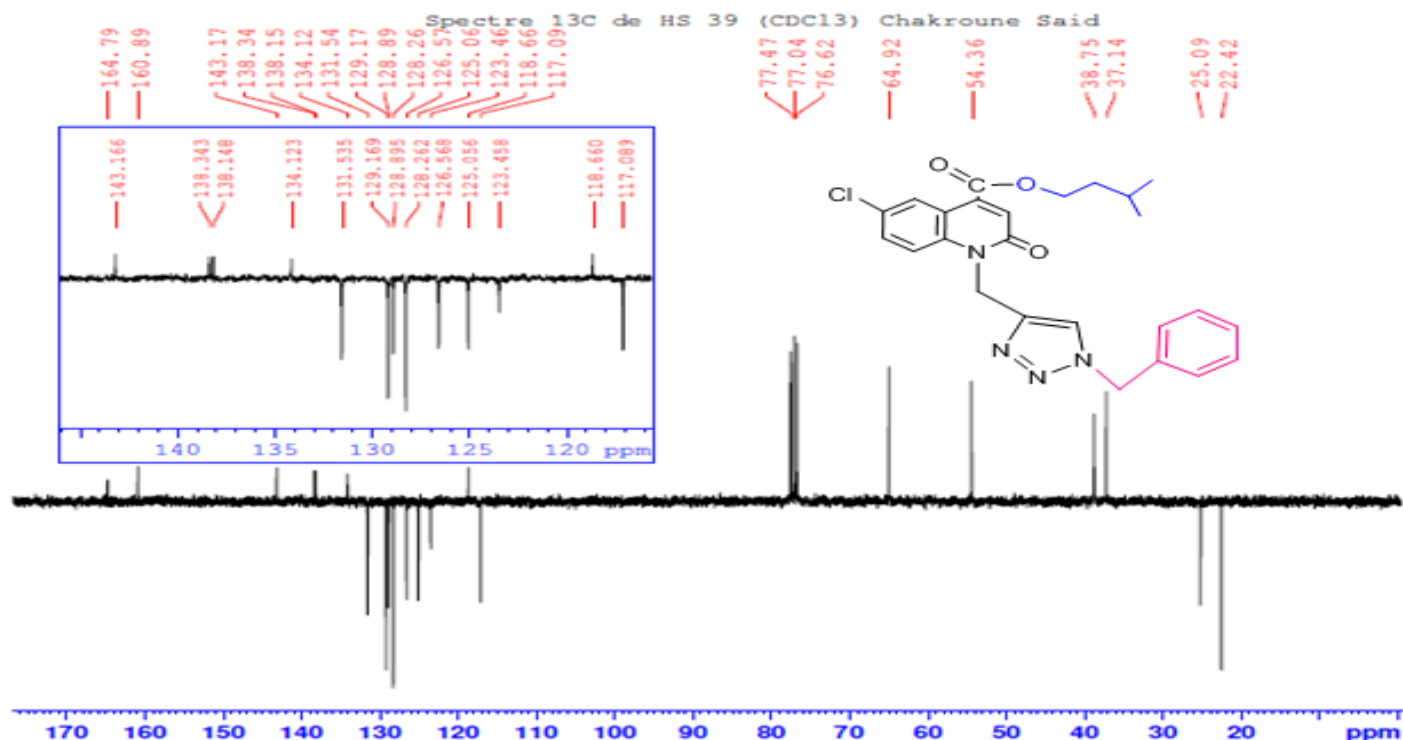 Spectre 13C de HS 39 (CDCl3) Chakroune Said
164.79 160.89 143.17 138.34 138.15 134.12 131.54 129.17 128.89 128.26 126.57 125.06 123.46 118.66 117.09 77.47 77.04 76.62 64.92 54.36 38.75 37.14 25.09 22.42
143.166 138.343 138.148 134.123 131.535 129.169 128.895 128.262 126.568 125.056 123.458 118.660 117.089
140 135 130 125 120 ppm
O
C
O
Cl
N
O
N
N
N
170 160 150 140 130 120 110 100 90 80 70 60 50 40 30 20 ppm